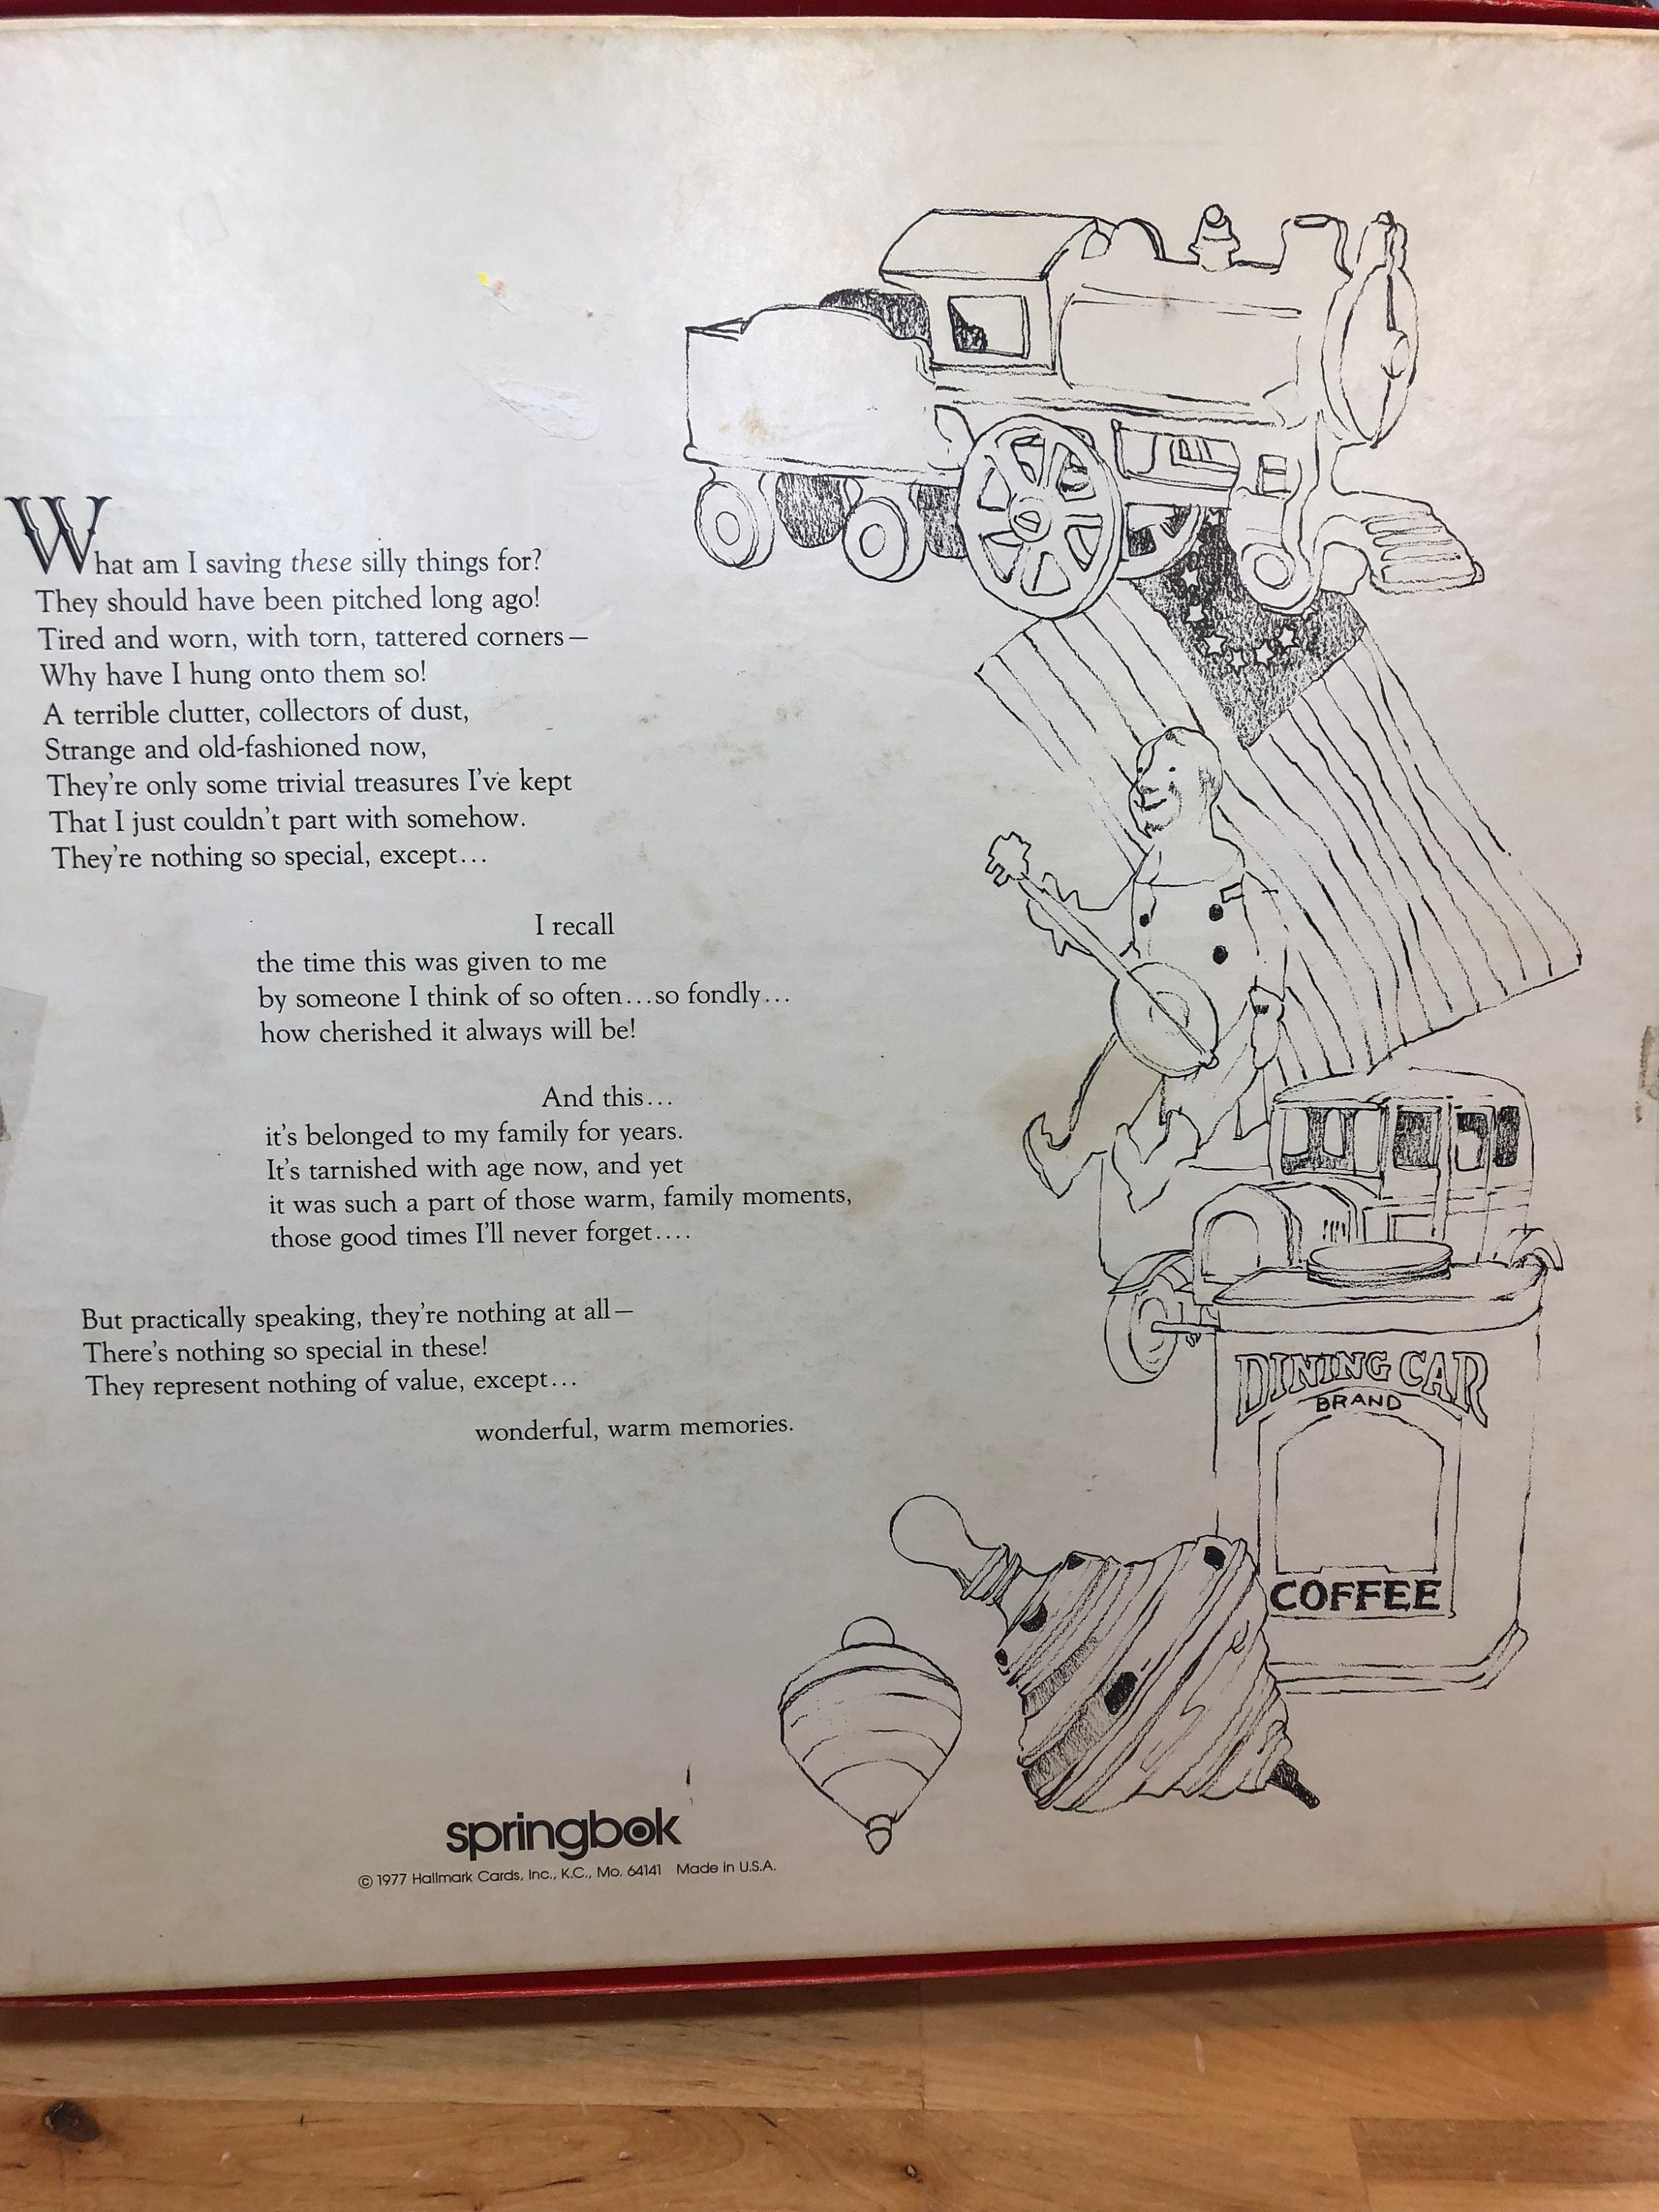 What am I saving these silly things for?
They should have been pitched long ago!
Tired and worn, with torn, tattered corners—
Why have I hung onto them so!
A terrible clutter, collectors of dust,
Strange and old-fashioned now,
They're only some trivial treasures I've kept
That I just couldn't part with somehow.
They're nothing so special, except...
I recall
the time this was given to me
by someone I think of so often...so fondly...
how cherished it always will be!
And this...
it's belonged to my family for years.
It's tarnished with age now, and yet
it was such a part of those warm, family moments,
those good times I'll never forget....
But practically speaking, they're nothing at all—
There's nothing so special in these!
They represent nothing of value, except...
wonderful, warm memories.
DINING CAR
BRAND
COFFEE
springbok
© 1977 Hallmark Cards, Inc., K.C., Mo. 64141 Made in U.S.A.